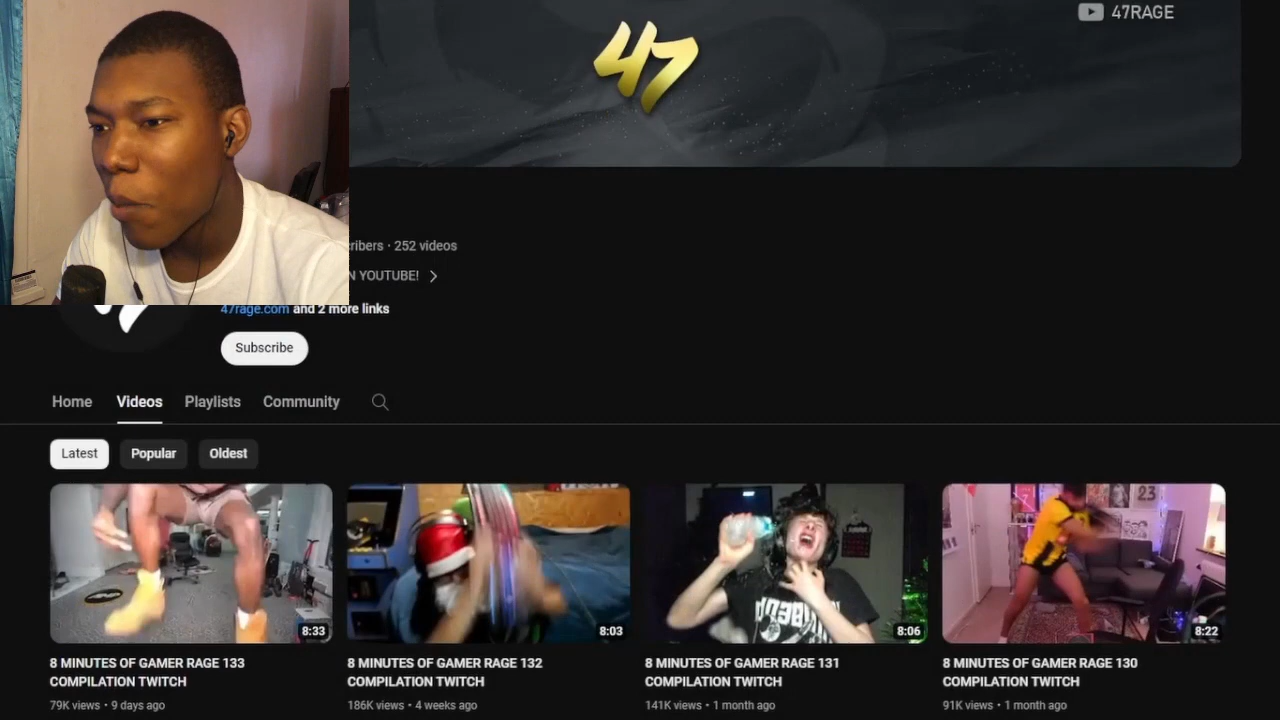 47
47RAGE
cribers · 252 videos
N YOUTUBE!
47rage.com and 2 more links
Subscribe
Home Videos Playlists Community
Latest Popular Oldest
23
8:33
8:03
8:06
8:22
8 MINUTES OF GAMER RAGE 133
COMPILATION TWITCH
79K views • 9 days ago
8 MINUTES OF GAMER RAGE 132
COMPILATION TWITCH
186K views • 4 weeks ago
8 MINUTES OF GAMER RAGE 131
COMPILATION TWITCH
141K views • 1 month ago
8 MINUTES OF GAMER RAGE 130
COMPILATION TWITCH
91K views • 1 month ago